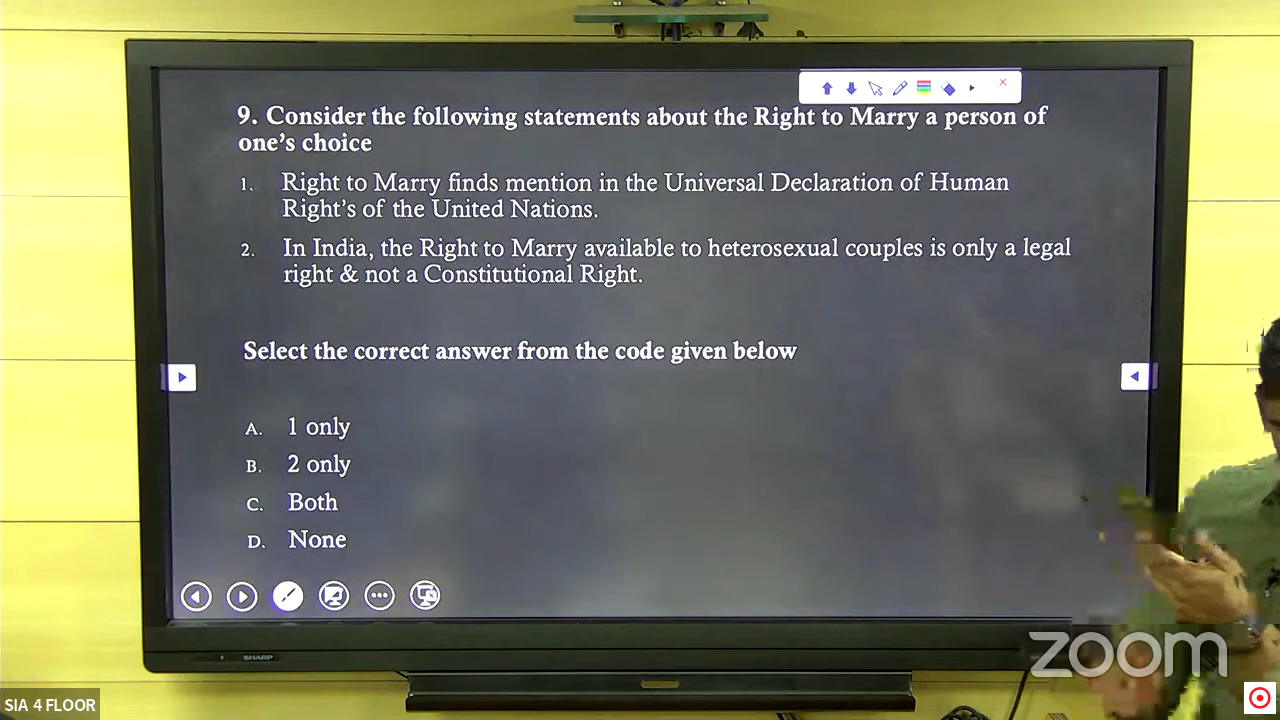 9. Consider the following statements about the Right to Marry a person of
one's choice
1. Right to Marry finds mention in the Universal Declaration of Human
Right's of the United Nations.
2. In India, the Right to Marry available to heterosexual couples is only a legal
right & not a Constitutional Right.
Select the correct answer from the code given below
A. 1 only
B. 2 only
C. Both
D. None
SHARP
zoom
SIA 4 FLOOR